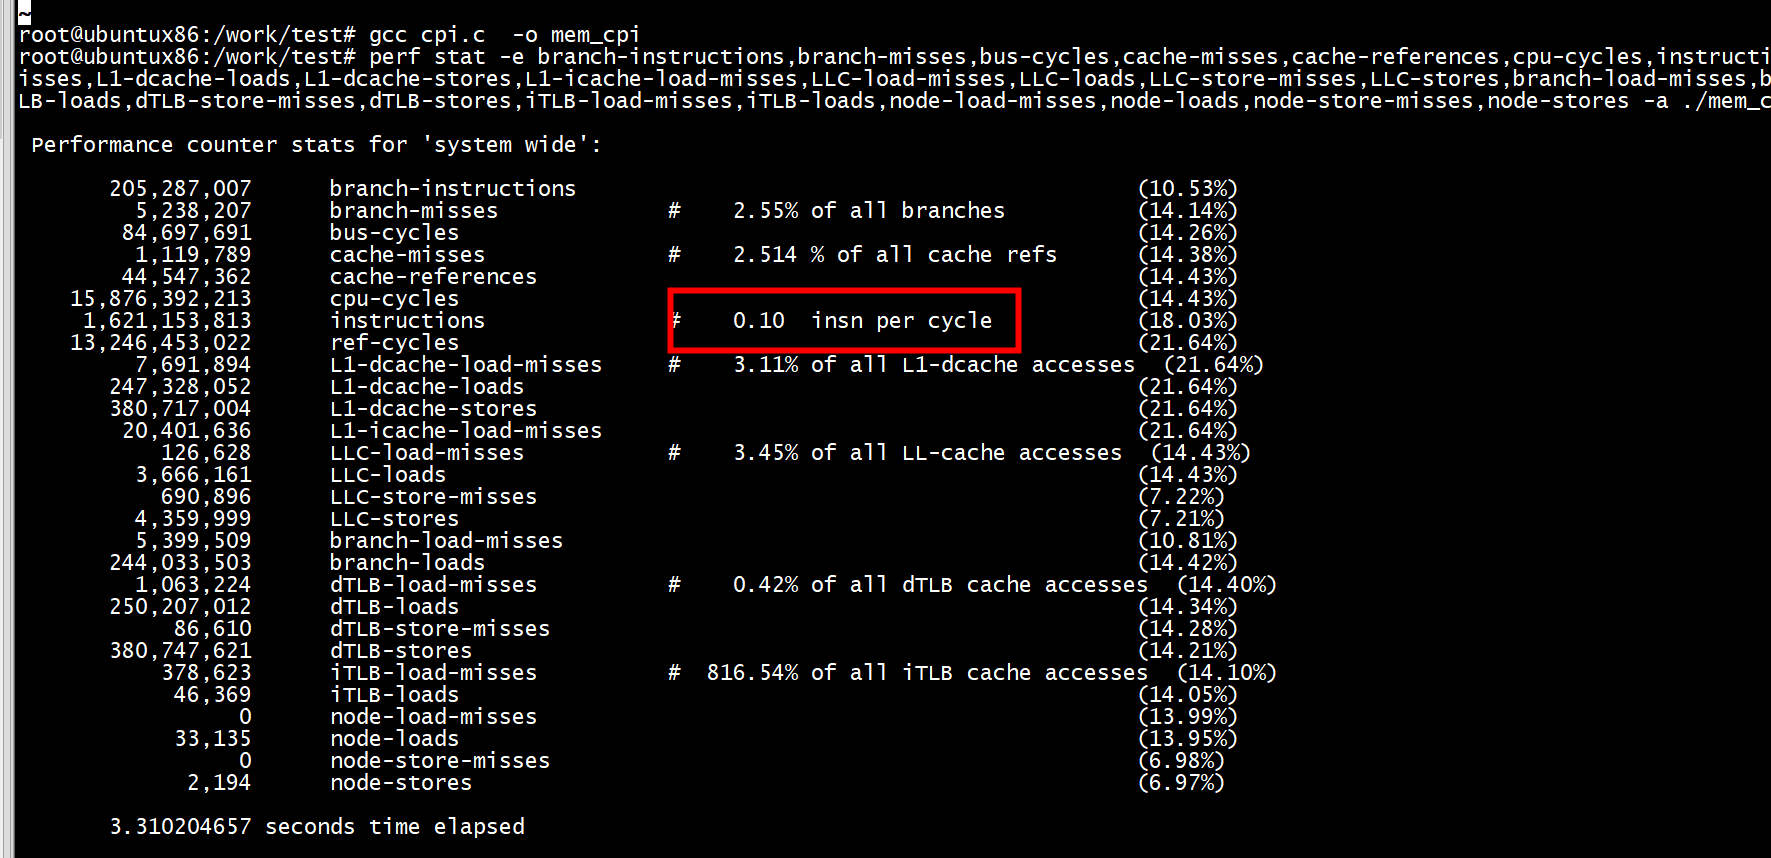 ~
root@ubuntux86:/work/test# gcc cpi.c  -o mem_cpi
root@ubuntux86:/work/test# perf stat -e branch-instructions,branch-misses,bus-cycles,cache-misses,cache-references,cpu-cycles,instructi
isses,L1-dcache-loads,L1-dcache-stores,L1-icache-load-misses,LLC-load-misses,LLC-loads,LLC-store-misses,LLC-stores,branch-load-misses,b
LB-loads,dTLB-store-misses,dTLB-stores,iTLB-load-misses,iTLB-loads,node-load-misses,node-loads,node-store-misses,node-stores -a ./mem_c
Performance counter stats for 'system wide':
205,287,007 branch-instructions (10.53%)
5,238,207 branch-misses # 2.55% of all branches (14.14%)
84,697,691 bus-cycles (14.26%)
1,119,789 cache-misses # 2.514 % of all cache refs (14.38%)
44,547,362 cache-references (14.43%)
15,876,392,213 cpu-cycles (14.43%)
1,621,153,813 instructions # 0.10 insn per cycle (18.03%)
13,246,453,022 ref-cycles (21.64%)
7,691,894 L1-dcache-load-misses # 3.11% of all L1-dcache accesses (21.64%)
247,328,052 L1-dcache-loads (21.64%)
380,717,004 L1-dcache-stores (21.64%)
20,401,636 L1-icache-load-misses (21.64%)
126,628 LLC-load-misses # 3.45% of all LL-cache accesses (14.43%)
3,666,161 LLC-loads (14.43%)
690,896 LLC-store-misses (7.22%)
4,359,999 LLC-stores (7.21%)
5,399,509 branch-load-misses (10.81%)
244,033,503 branch-loads (14.42%)
1,063,224 dTLB-load-misses # 0.42% of all dTLB cache accesses (14.40%)
250,207,012 dTLB-loads (14.34%)
86,610 dTLB-store-misses (14.28%)
380,747,621 dTLB-stores (14.21%)
378,623 iTLB-load-misses # 816.54% of all iTLB cache accesses (14.10%)
46,369 iTLB-loads (14.05%)
0 node-load-misses (13.99%)
33,135 node-loads (13.95%)
0 node-store-misses (6.98%)
2,194 node-stores (6.97%)
3.310204657 seconds time elapsed